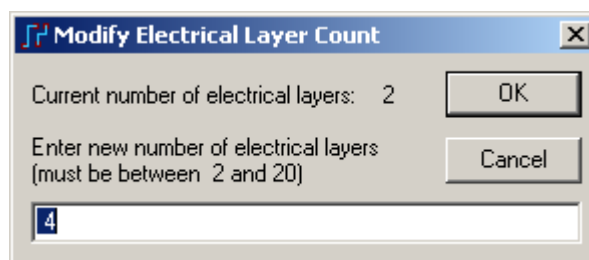 Modify Electrical Layer Count
Current number of electrical layers: 2
OK
Enter new number of electrical layers
(must be between 2 and 20)
Cancel
4